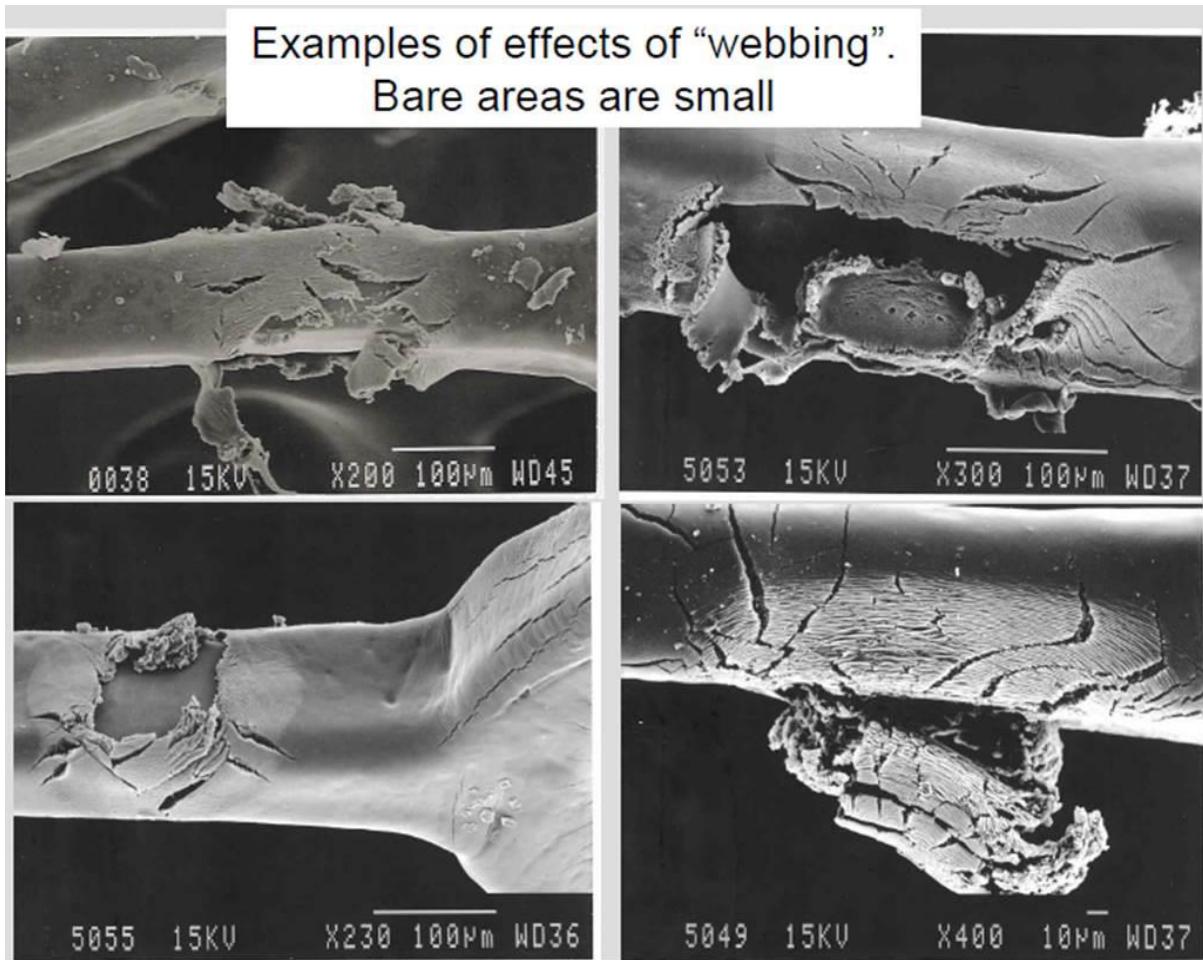 Examples of effects of “webbing”.
Bare areas are small
0038 15KV X200 100µm WD45
5053 15KV X300 100µm WD37
5055 15KV X230 100µm WD36
5049 15KV X400 10µm WD37